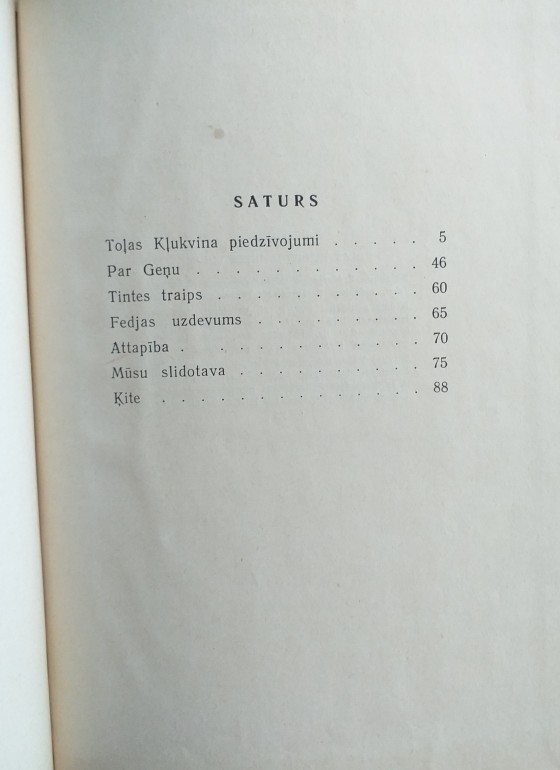 SATURS
Toļas Kļukvina piedzīvojumi . . . . . 5
Par Geņu . . . . . . . . . . . . 46
Tintes traips . . . . . . . . . . . 60
Fedjas uzdevums . . . . . . . . . 65
Attapība . . . . . . . . . . . . 70
Mūsu slidotava . . . . . . . . . . 75
Ķite . . . . . . . . . . . . . . 88